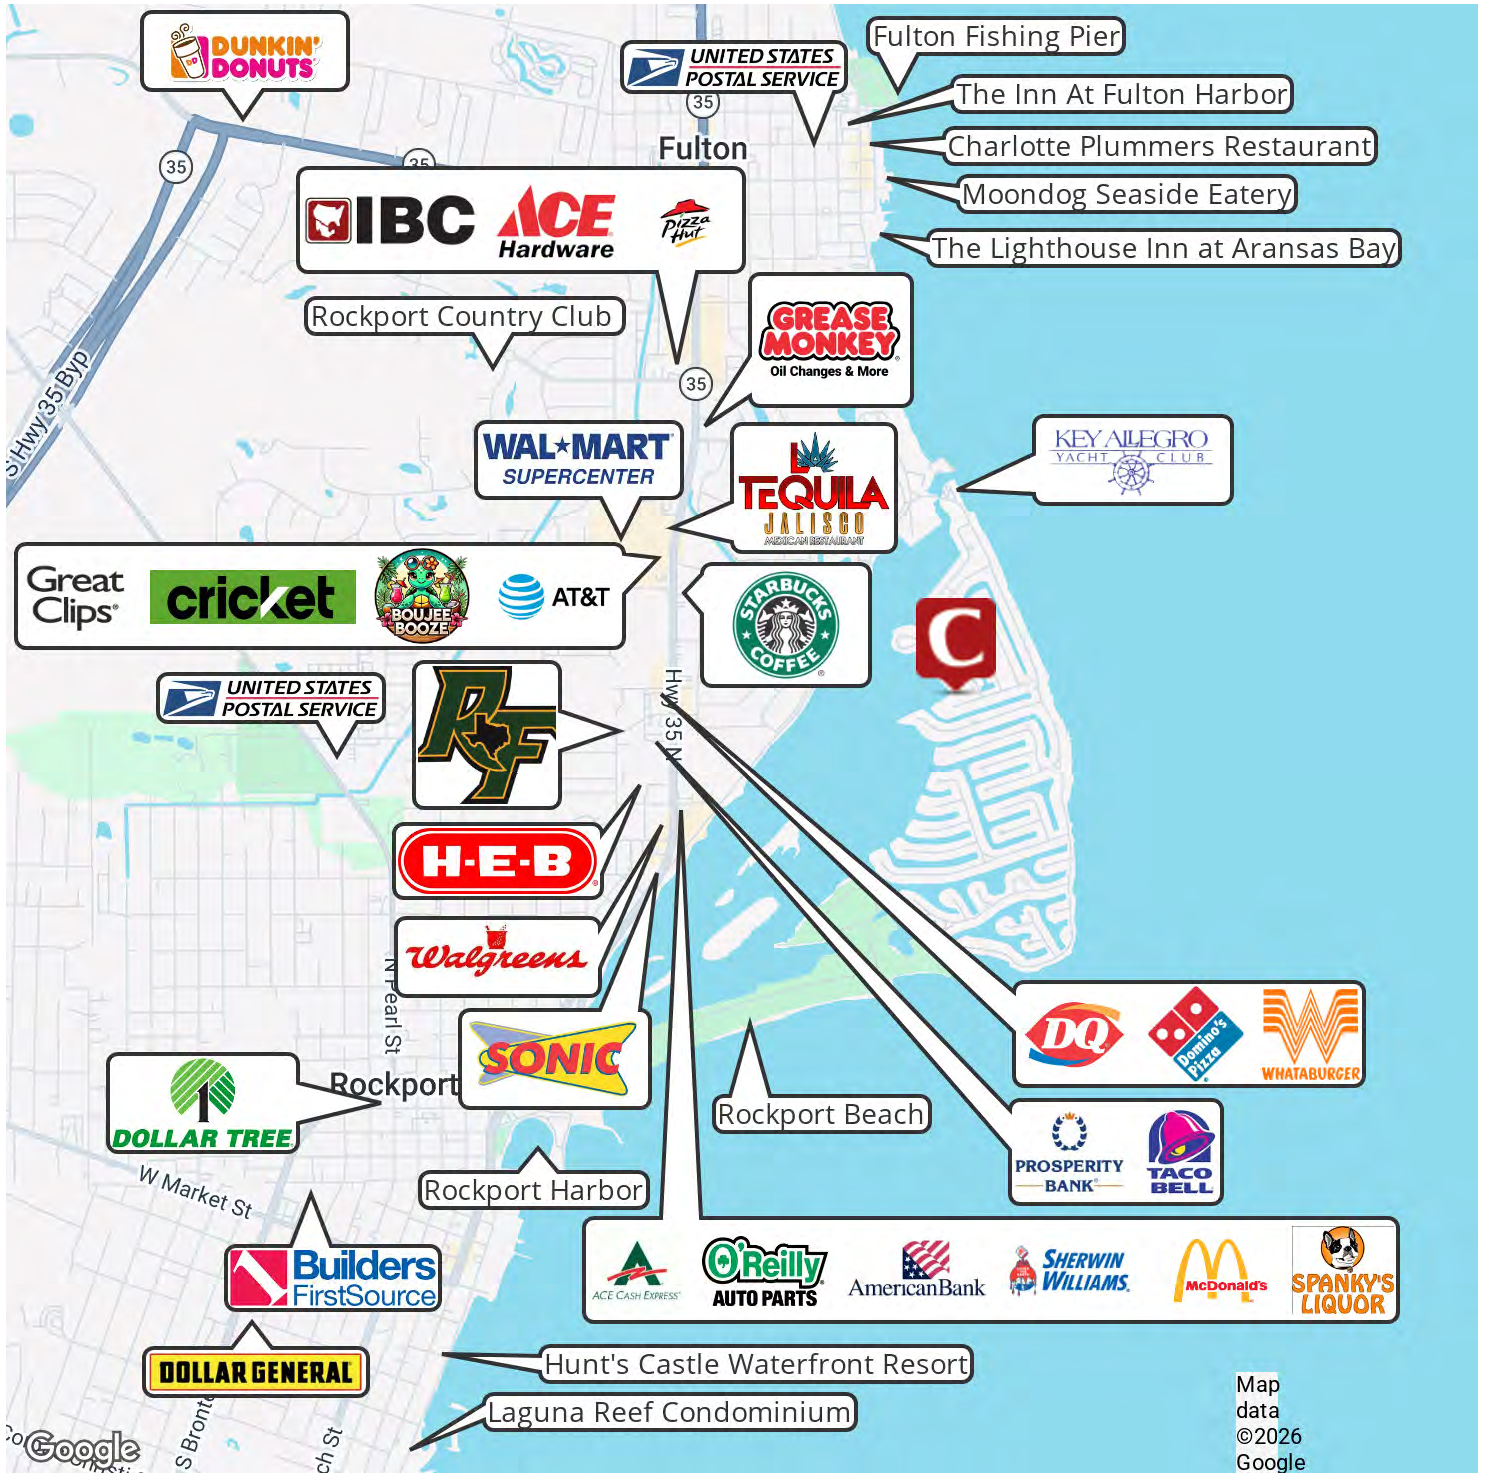 DUNKIN'
DONUTS
UNITED STATES
POSTAL SERVICE
Fulton Fishing Pier
The Inn At Fulton Harbor
35
Fulton
Charlotte Plummers Restaurant
35
35
Moondog Seaside Eatery
IBC
ACE
Hardware
Pizza
Hut
The Lighthouse Inn at Aransas Bay
Rockport Country Club
GREASE
MONKEY
Oil Changes & More
35
S Hwy 35 Byp
WAL★MART
SUPERCENTER
TEQUILA
JALISCO
MEXICAN RESTAURANT
KEY ALLEGRO
YACHT CLUB
Great
Clips
cricket
BOUJEE
BOOZE
AT&T
STARBUCKS
COFFEE
C
UNITED STATES
POSTAL SERVICE
RF
Hwy 35 N
H-E-B
Walgreens
N Pearl St
SONIC
DQ
Domino's
Pizza
WHATABURGER
DOLLAR TREE
Rockport
Rockport Beach
PROSPERITY
BANK
TACO
BELL
W Market St
Rockport Harbor
Builders
FirstSource
ACE CASH EXPRESS
O'Reilly
AUTO PARTS
AmericanBank
SHERWIN
WILLIAMS.
McDonald's
SPANKY'S
LIQUOR
DOLLAR GENERAL
Hunt's Castle Waterfront Resort
Laguna Reef Condominium
S Bronte
ch St
Google
Map
data
©2026
Google